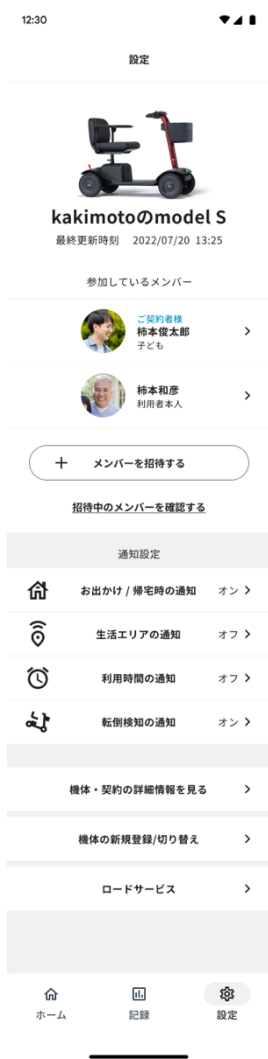 12:30
設定
kakimotoのmodel S
最終更新時刻 2022/07/20 13:25
参加しているメンバー
ご契約者様
柿本俊太郎
子ども
柿本和彦
利用者本人
メンバーを招待する
招待中のメンバーを確認する
通知設定
お出かけ / 帰宅時の通知 オン
生活エリアの通知 オフ
利用時間の通知 オフ
転倒検知の通知 オン
機体・契約の詳細情報を見る
機体の新規登録/切り替え
ロードサービス
ホーム 記録 設定